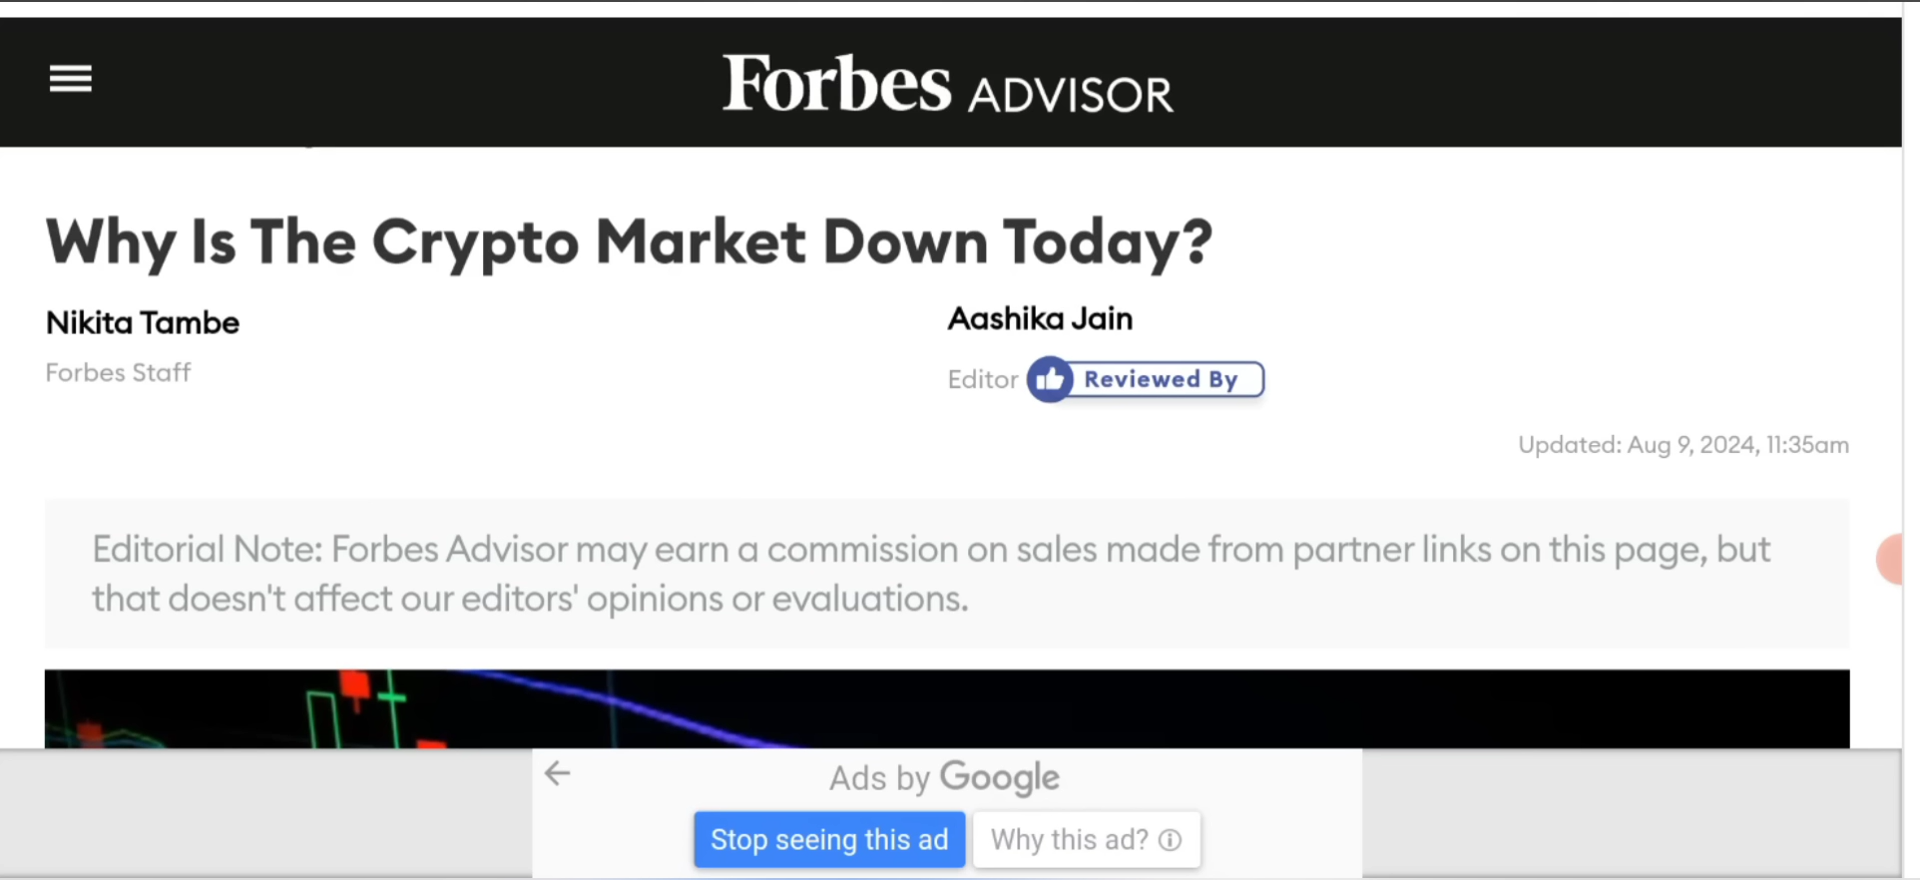 Forbes ADVISOR
Why Is The Crypto Market Down Today?
Nikita Tambe
Forbes Staff
Aashika Jain
Editor Reviewed By
Updated: Aug 9, 2024, 11:35am
Editorial Note: Forbes Advisor may earn a commission on sales made from partner links on this page, but
that doesn't affect our editors' opinions or evaluations.
Ads by Google
Stop seeing this ad Why this ad?